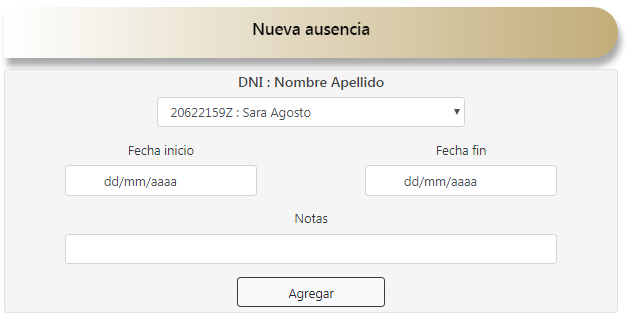 Nueva ausencia
DNI : Nombre Apellido
20622159Z : Sara Agosto
Fecha inicio Fecha fin
dd/mm/aaaa dd/mm/aaaa
Notas
Agregar